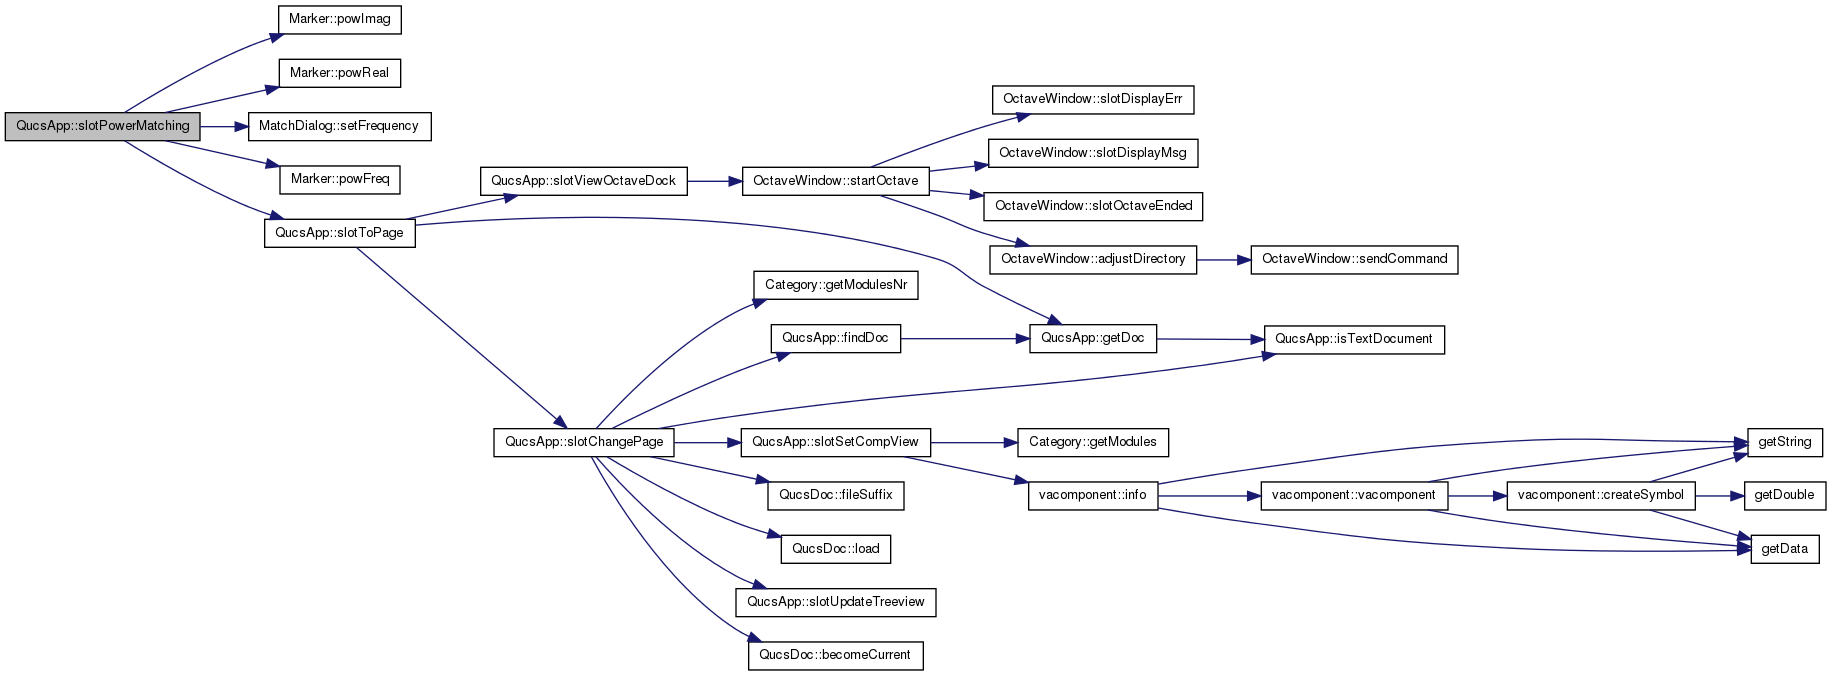 Marker::powImag
Marker::powReal
QucsApp::slotPowerMatching
MatchDialog::setFrequency
Marker::powFreq
QucsApp::slotToPage
QucsApp::slotViewOctaveDock
OctaveWindow::startOctave
OctaveWindow::slotDisplayErr
OctaveWindow::slotDisplayMsg
OctaveWindow::slotOctaveEnded
OctaveWindow::adjustDirectory
OctaveWindow::sendCommand
Category::getModulesNr
QucsApp::findDoc
QucsApp::getDoc
QucsApp::isTextDocument
QucsApp::slotChangePage
QucsApp::slotSetCompView
Category::getModules
QucsDoc::fileSuffix
vacomponent::info
vacomponent::vacomponent
vacomponent::createSymbol
getString
getDouble
getData
QucsDoc::load
QucsApp::slotUpdateTreeview
QucsDoc::becomeCurrent